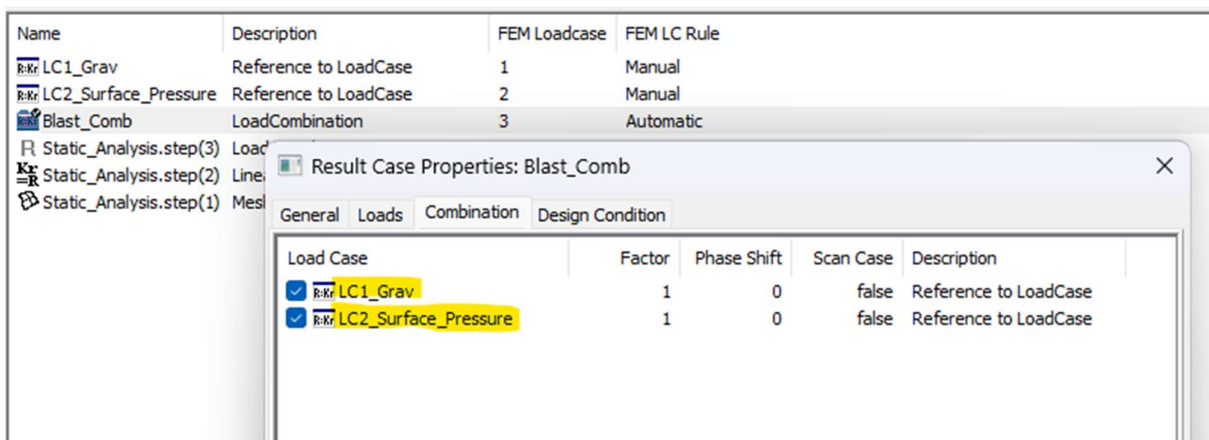 Name Description FEM Loadcase FEM LC Rule
LC1_Grav Reference to LoadCase 1 Manual
LC2_Surface_Pressure Reference to LoadCase 2 Manual
Blast_Comb LoadCombination 3 Automatic
Static_Analysis.step(3) Load
Static_Analysis.step(2) Line
Static_Analysis.step(1) Mesh
Result Case Properties: Blast_Comb
General Loads Combination Design Condition
Load Case Factor Phase Shift Scan Case Description
LC1_Grav 1 0 false Reference to LoadCase
LC2_Surface_Pressure 1 0 false Reference to LoadCase